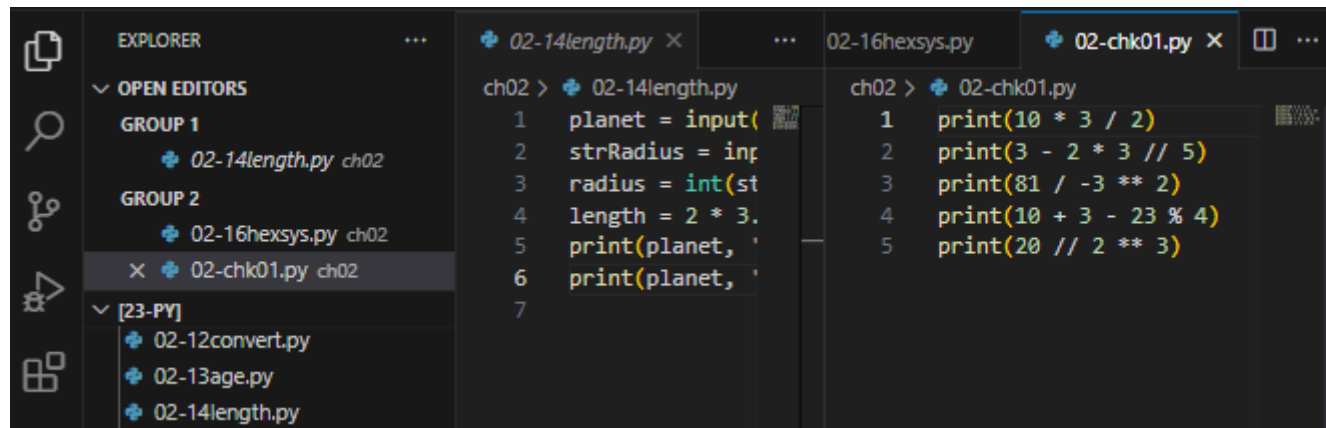 EXPLORER ···
OPEN EDITORS
GROUP 1
02-14length.py ch02
GROUP 2
02-16hexsys.py ch02
× 02-chk01.py ch02
[23-PY]
02-12convert.py
02-13age.py
02-14length.py
02-14length.py × ···
ch02 > 02-14length.py
1 planet = input(
2 strRadius = inp
3 radius = int(st
4 length = 2 * 3.
5 print(planet, '
6 print(planet, '
7
02-16hexsys.py 02-chk01.py × ···
ch02 > 02-chk01.py
1 print(10 * 3 / 2)
2 print(3 - 2 * 3 // 5)
3 print(81 / -3 ** 2)
4 print(10 + 3 - 23 % 4)
5 print(20 // 2 ** 3)